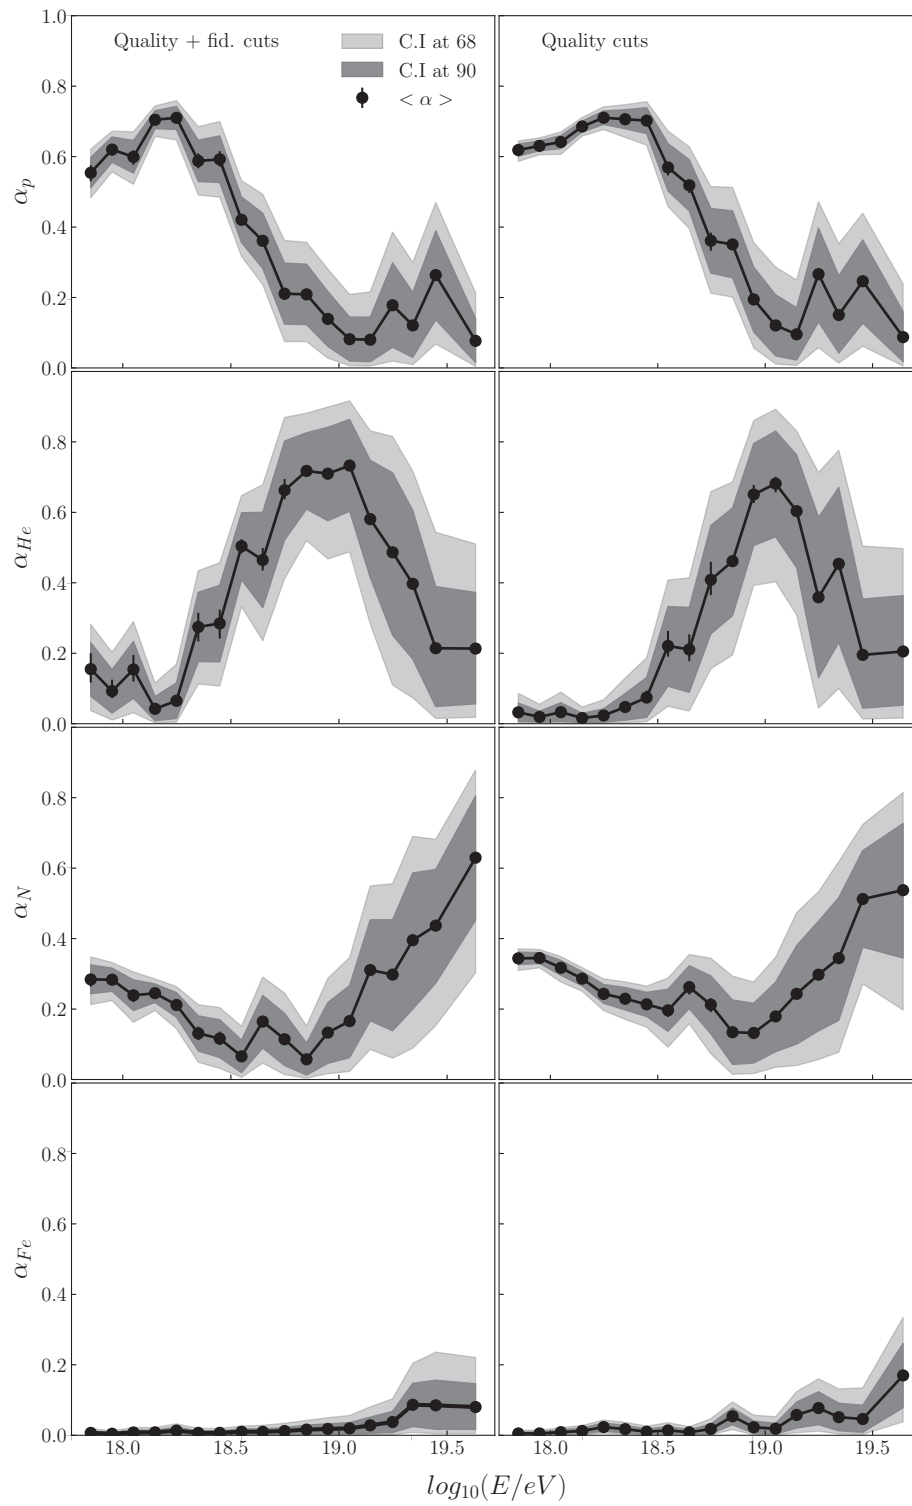 Quality + fid. cuts
C.I at 68
C.I at 90
< α >
Quality cuts
α_p
1.0
0.8
0.6
0.4
0.2
0.0
α_He
0.8
0.6
0.4
0.2
0.0
α_N
0.8
0.6
0.4
0.2
0.0
α_Fe
0.8
0.6
0.4
0.2
0.0
18.0 18.5 19.0 19.5
18.0 18.5 19.0 19.5
log₁₀(E/eV)